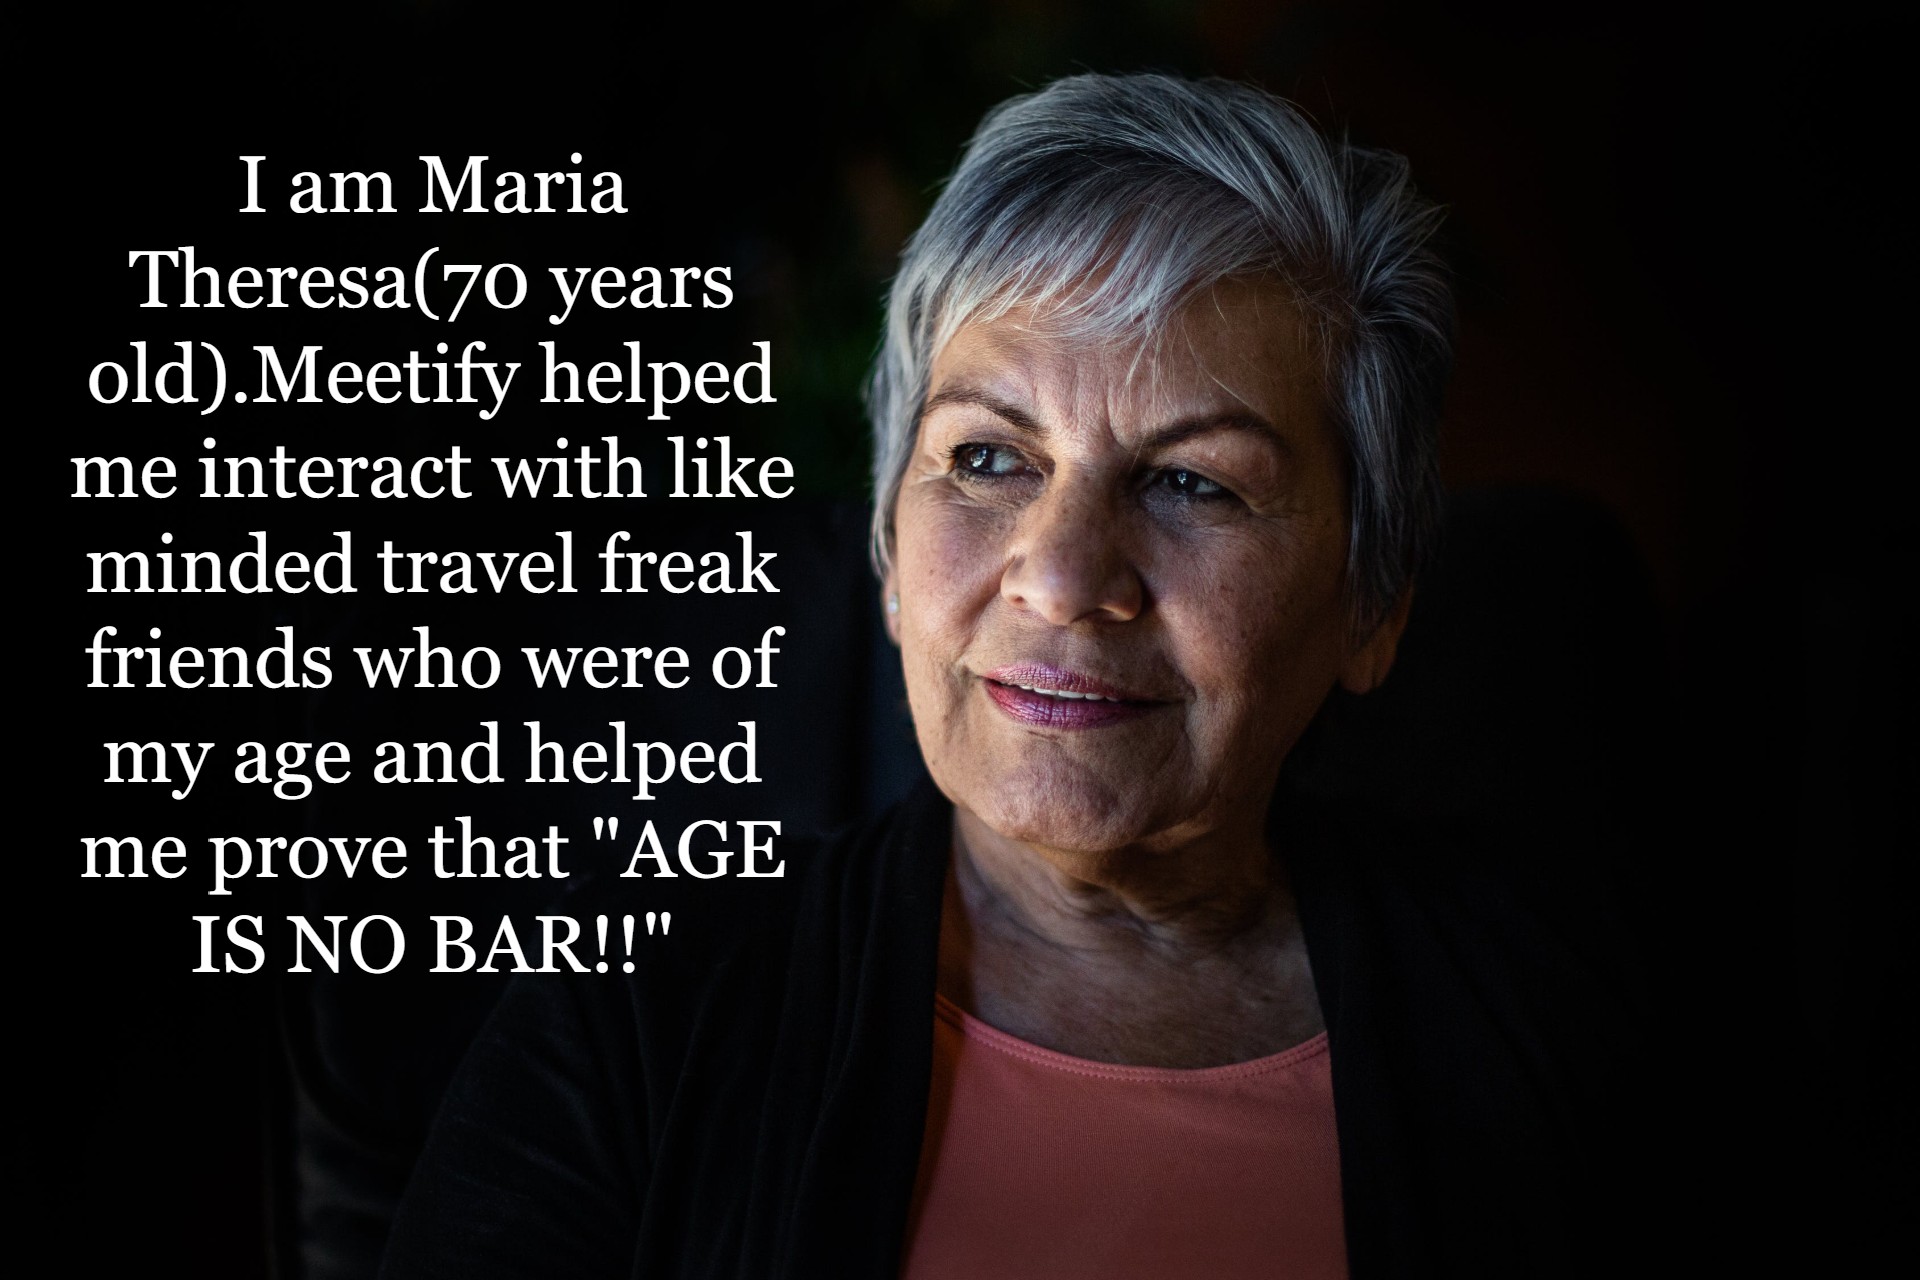 I am Maria
Theresa(70 years
old).Meetify helped
me interact with like
minded travel freak
friends who were of
my age and helped
me prove that "AGE
IS NO BAR!!"